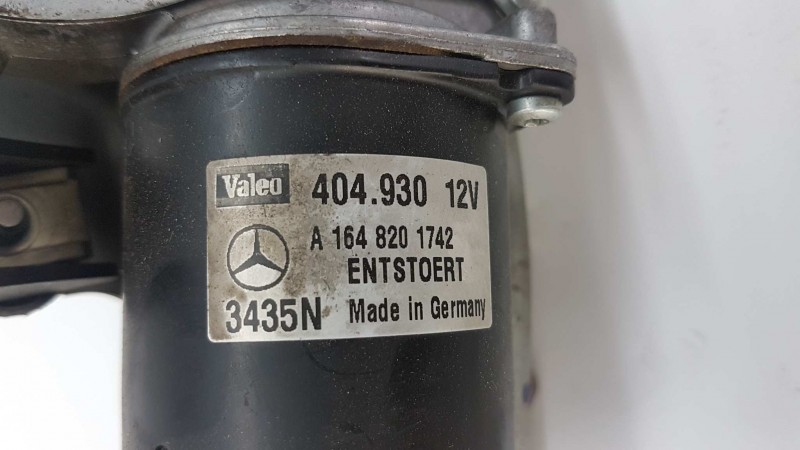 Valeo 404.930 12V
A 164 820 1742
ENTSTOERT
3435N Made in Germany